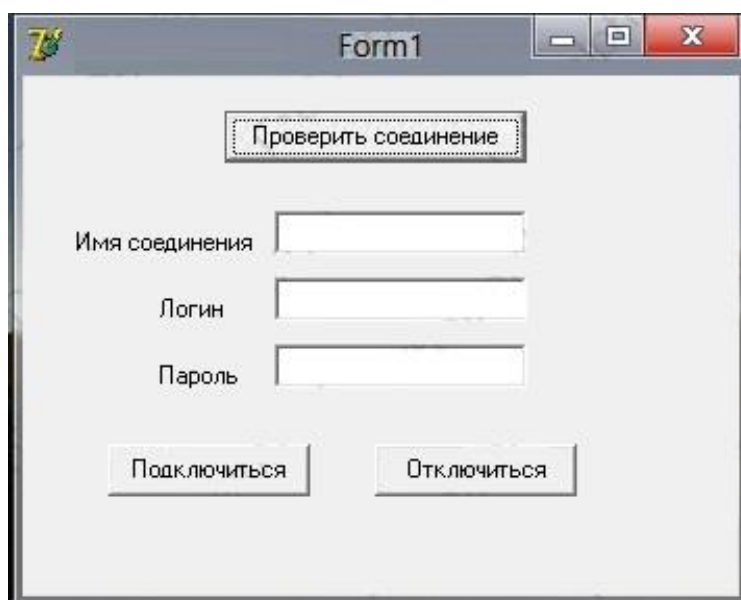 Form1
Проверить соединение
Имя соединения
Логин
Пароль
Подключиться
Отключиться